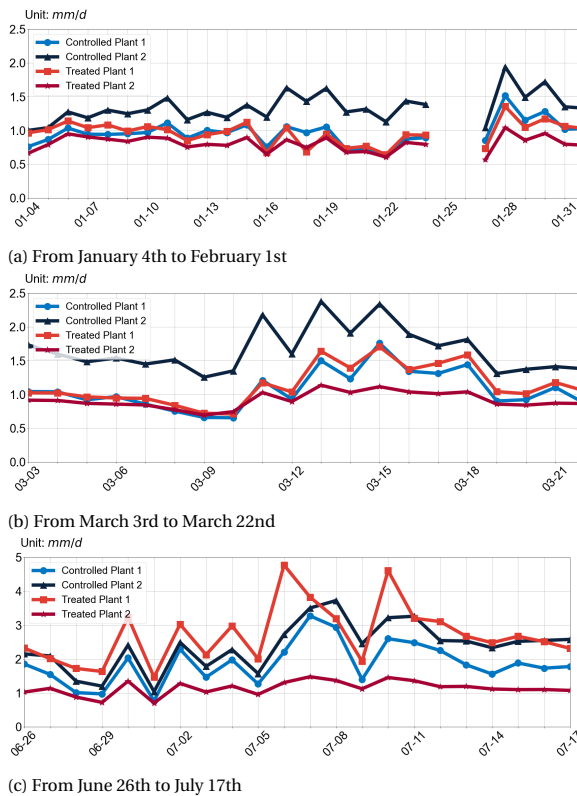 Unit: mm/d
2.5
2.0
1.5
1.0
0.5
0.0
Controlled Plant 1
Controlled Plant 2
Treated Plant 1
Treated Plant 2
01-04
01-07
01-10
01-13
01-16
01-19
01-22
01-25
01-28
01-31
(a) From January 4th to February 1st
Unit: mm/d
2.5
2.0
1.5
1.0
0.5
0.0
Controlled Plant 1
Controlled Plant 2
Treated Plant 1
Treated Plant 2
03-03
03-06
03-09
03-12
03-15
03-18
03-21
(b) From March 3rd to March 22nd
Unit: mm/d
5
4
3
2
1
0
Controlled Plant 1
Controlled Plant 2
Treated Plant 1
Treated Plant 2
06-26
06-29
07-02
07-05
07-08
07-11
07-14
07-17
(c) From June 26th to July 17th